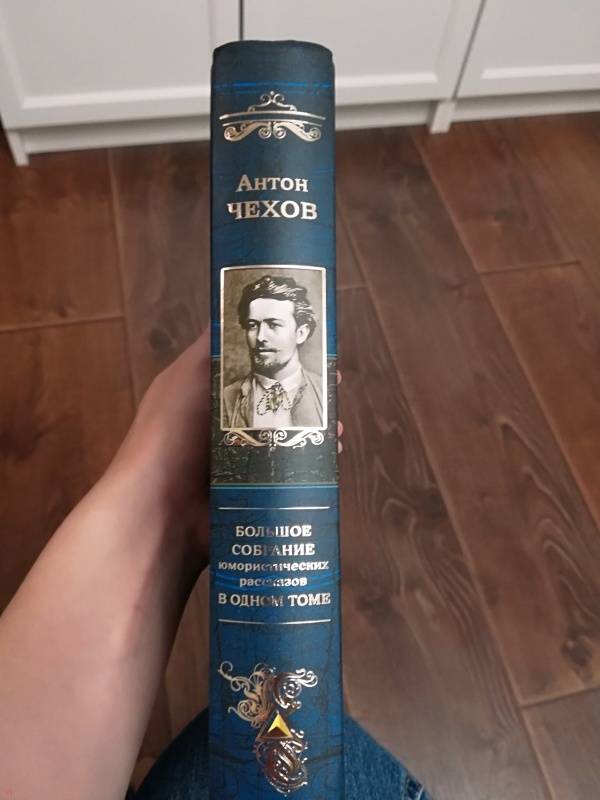 Антон
ЧЕХОВ
БОЛЬШОЕ
СОБРАНИЕ
юмористических
рассказов
В ОДНОМ ТОМЕ